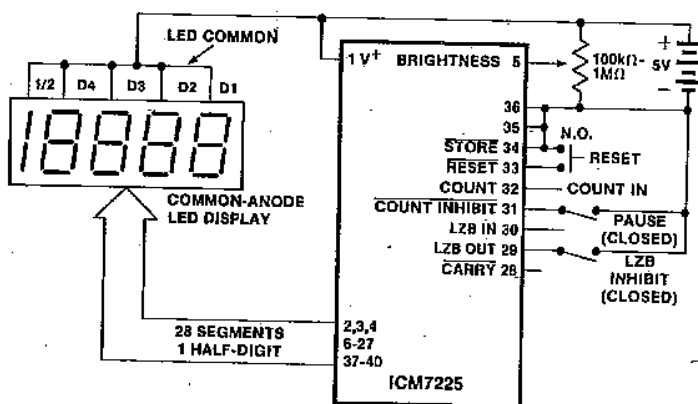 LED COMMON
1/2 D4 D3 D2 D1
COMMON-ANODE
LED DISPLAY
28 SEGMENTS
1 HALF-DIGIT
1 V+
BRIGHTNESS 5
36
35
STORE 34
RESET 33
COUNT 32
COUNT INHIBIT 31
LZB IN 30
LZB OUT 29
CARRY 28
2,3,4
6-27
37-40
ICM7225
100kΩ-
1MΩ
+
5V
−
N.O.
RESET
COUNT IN
PAUSE
(CLOSED)
LZB
INHIBIT
(CLOSED)